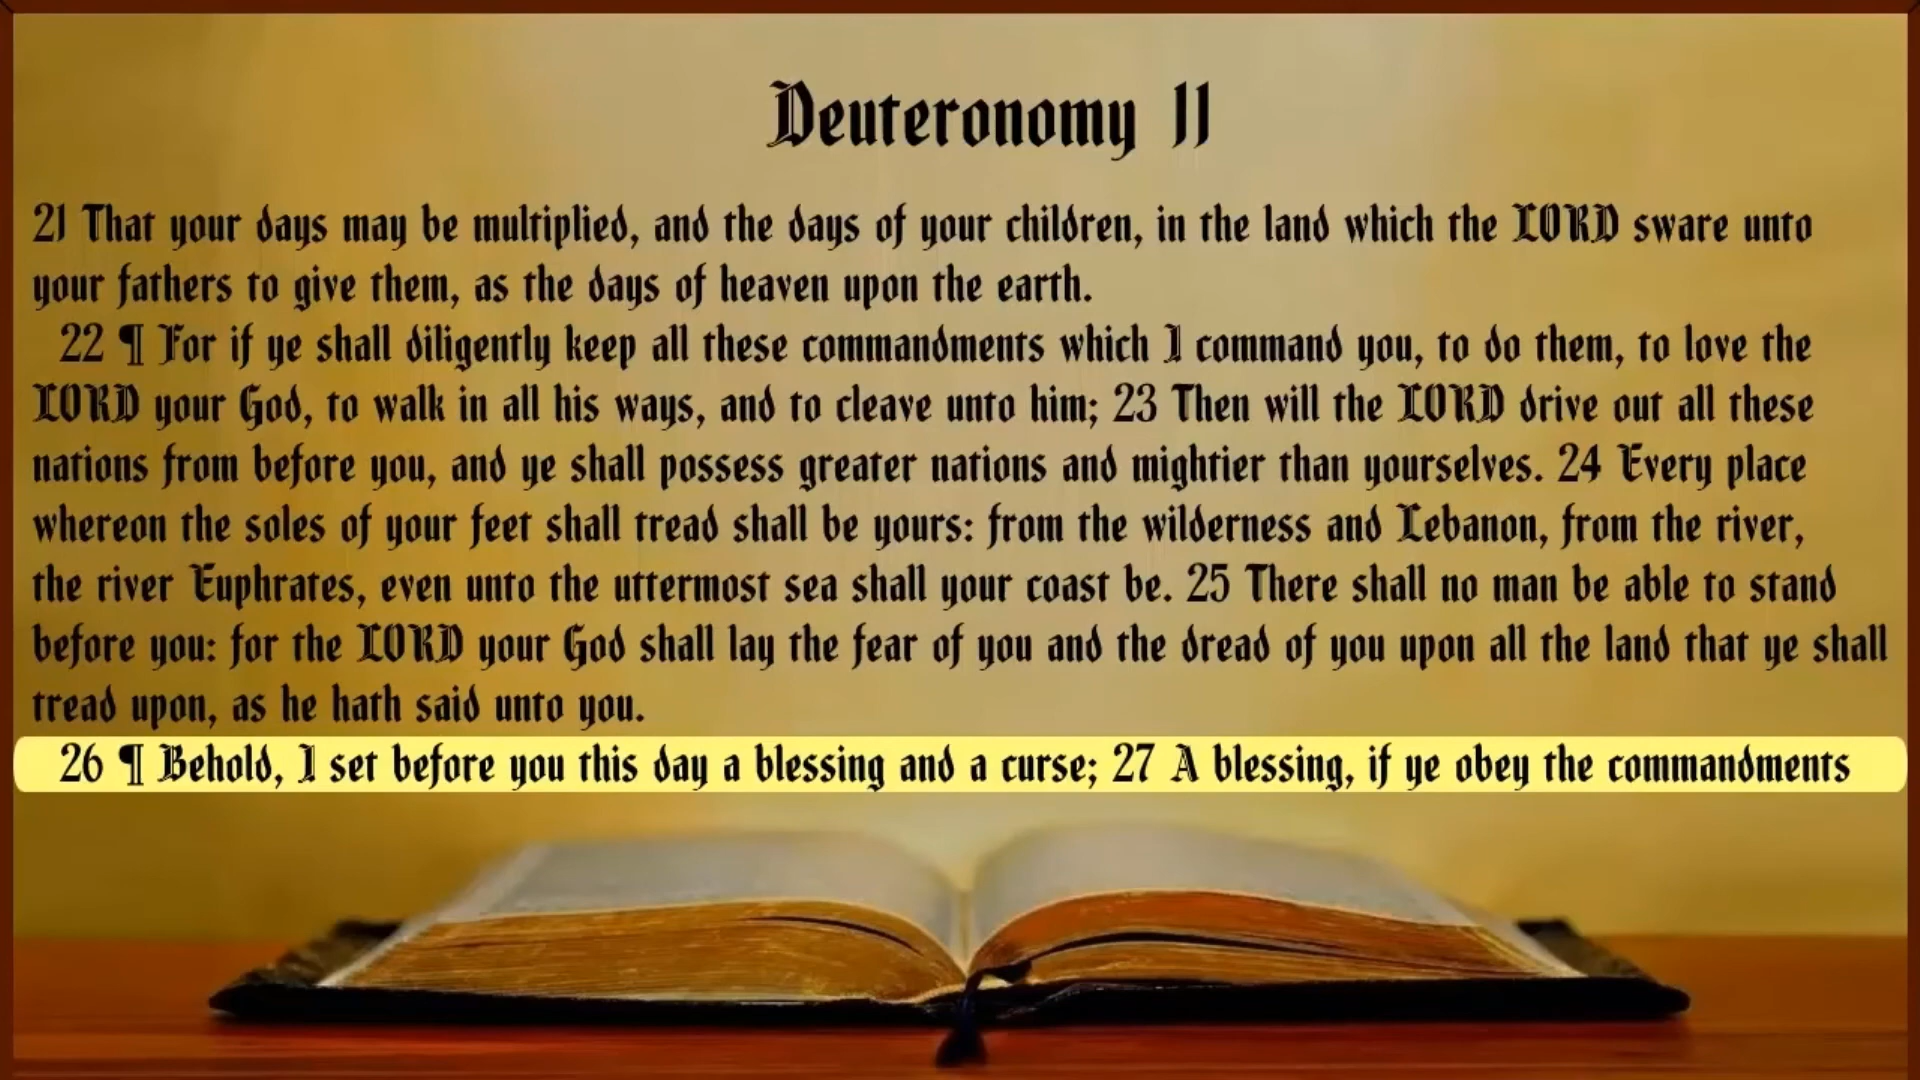 Deuteronomy 11
21 That your days may be multiplied, and the days of your children, in the land which the LORD sware unto
your fathers to give them, as the days of heaven upon the earth.
22 ¶ For if ye shall diligently keep all these commandments which I command you, to do them, to love the
LORD your God, to walk in all his ways, and to cleave unto him; 23 Then will the LORD drive out all these
nations from before you, and ye shall possess greater nations and mightier than yourselves. 24 Every place
whereon the soles of your feet shall tread shall be yours: from the wilderness and Lebanon, from the river,
the river Euphrates, even unto the uttermost sea shall your coast be. 25 There shall no man be able to stand
before you: for the LORD your God shall lay the fear of you and the dread of you upon all the land that ye shall
tread upon, as he hath said unto you.
26 ¶ Behold, I set before you this day a blessing and a curse; 27 A blessing, if ye obey the commandments